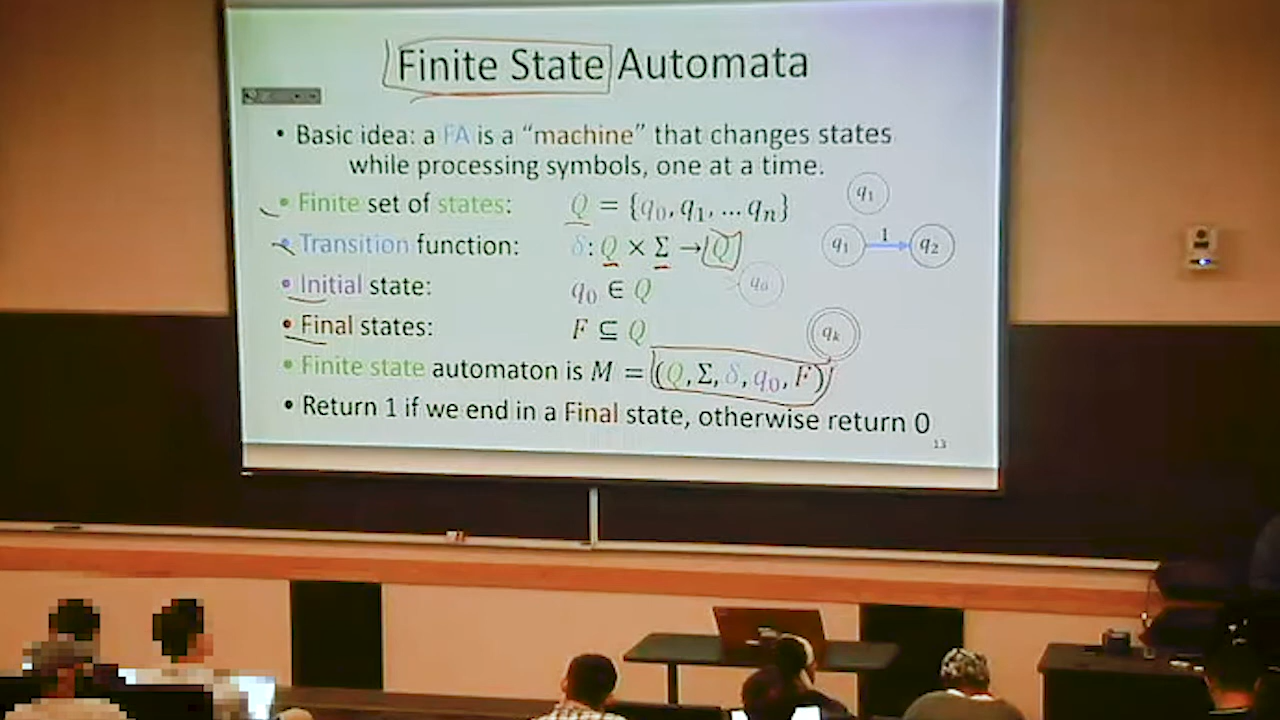 Finite State Automata
• Basic idea: a FA is a “machine” that changes states
while processing symbols, one at a time.
• Finite set of states: Q = {q₀, q₁, … qₙ} q₁
• Transition function: δ: Q × Σ → Q q₁ 1 q₂
• Initial state: q₀ ∈ Q q₀
• Final states: F ⊆ Q qₖ
• Finite state automaton is M = (Q, Σ, δ, q₀, F)
• Return 1 if we end in a Final state, otherwise return 0
13